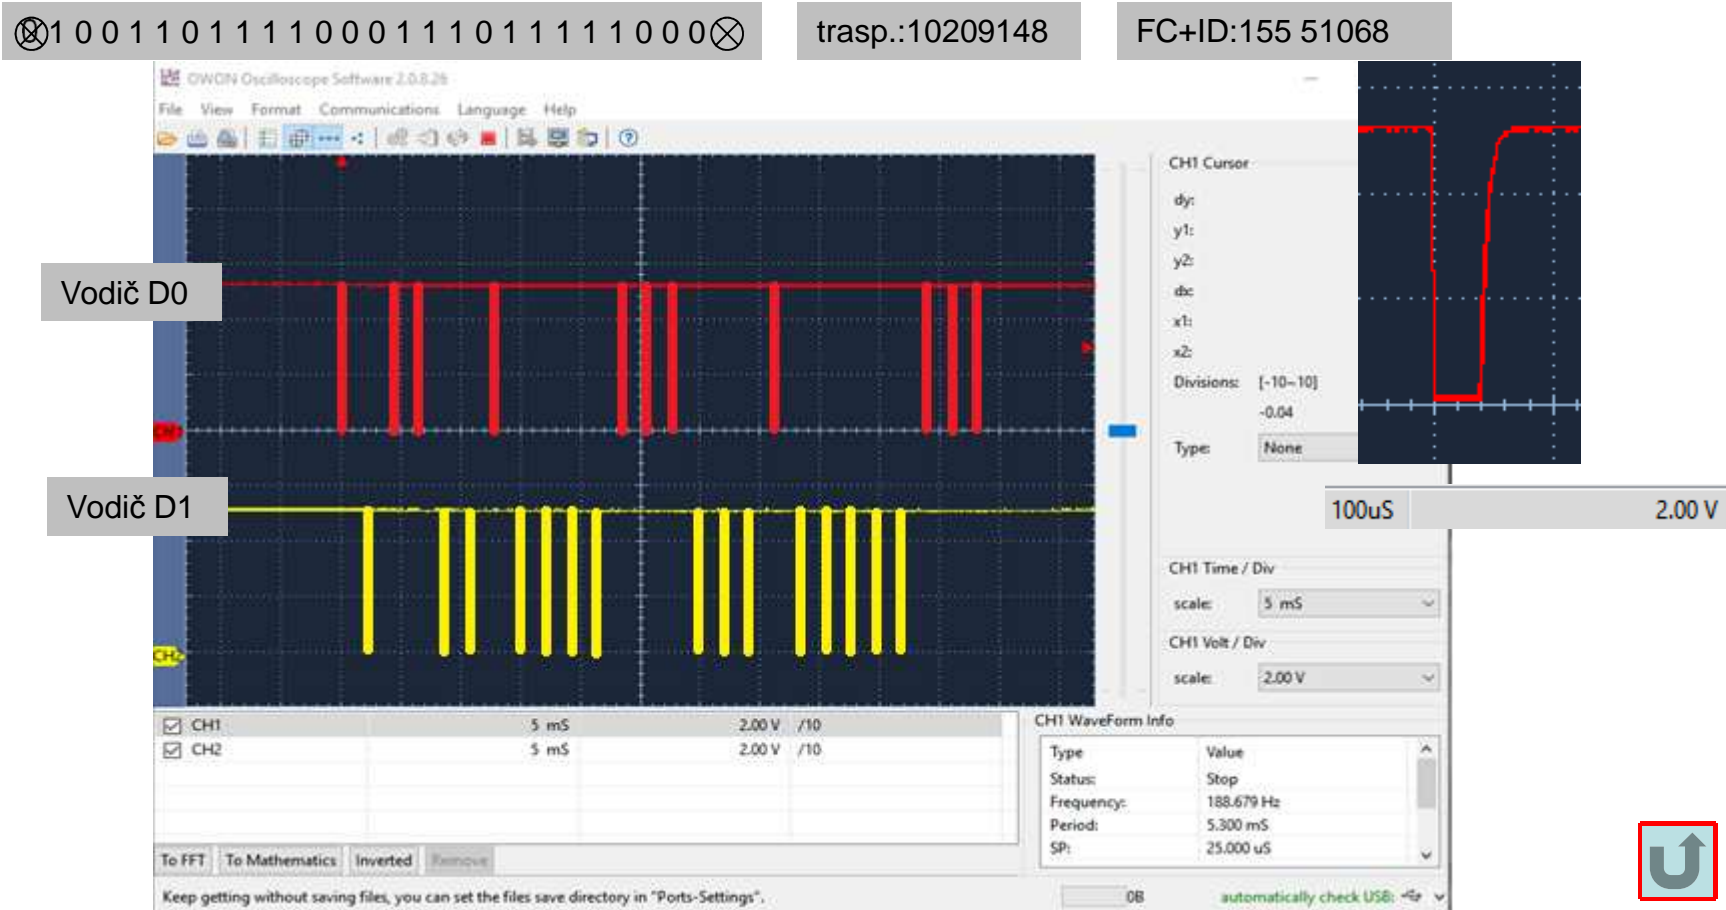 0 1 0 0 1 1 0 1 1 1 1 0 0 0 1 1 1 0 1 1 1 1 1 0 0 0
trasp.:10209148
FC+ID:155 51068
OWON Oscilloscope Software 2.0.8.26
File View Format Communications Language Help
Vodič D0
Vodič D1
CH1
CH2
CH1 Cursor
dy:
y1:
y2:
dx:
x1:
x2:
Divisions: [-10~10]
-0.04
Type: None
100uS 2.00 V
CH1 Time / Div
scale: 5 mS
CH1 Volt / Div
scale: 2.00 V
CH1 5 mS 2.00 V /10
CH2 5 mS 2.00 V /10
CH1 WaveForm Info
Type Value
Status: Stop
Frequency: 188.679 Hz
Period: 5.300 mS
SP: 25.000 uS
To FFT To Mathematics Inverted Remove
Keep getting without saving files, you can set the files save directory in "Ports-Settings".
0B
automatically check USB: